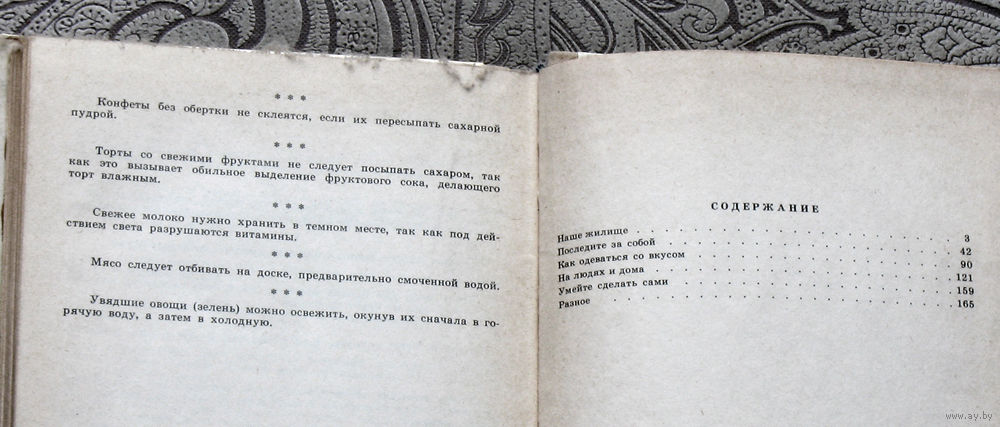 * * *
Конфеты без обертки не склеятся, если их пересыпать сахарной
пудрой.
* * *
Торты со свежими фруктами не следует посыпать сахаром, так
как это вызывает обильное выделение фруктового сока, делающего
торт влажным.
* * *
Свежее молоко нужно хранить в темном месте, так как под дей-
ствием света разрушаются витамины.
* * *
Мясо следует отбивать на доске, предварительно смоченной водой.
* * *
Увядшие овощи (зелень) можно освежить, окунув их сначала в го-
рячую воду, а затем в холодную.
СОДЕРЖАНИЕ
Наше жилище . . . . . . . . . . . . . . . . 3
Последите за собой . . . . . . . . . . . . . . . 42
Как одеваться со вкусом . . . . . . . . . . . . . 90
На людях и дома . . . . . . . . . . . . . . . 121
Умейте сделать сами . . . . . . . . . . . . . . 159
Разное . . . . . . . . . . . . . . . . . . 165
www.ay.by